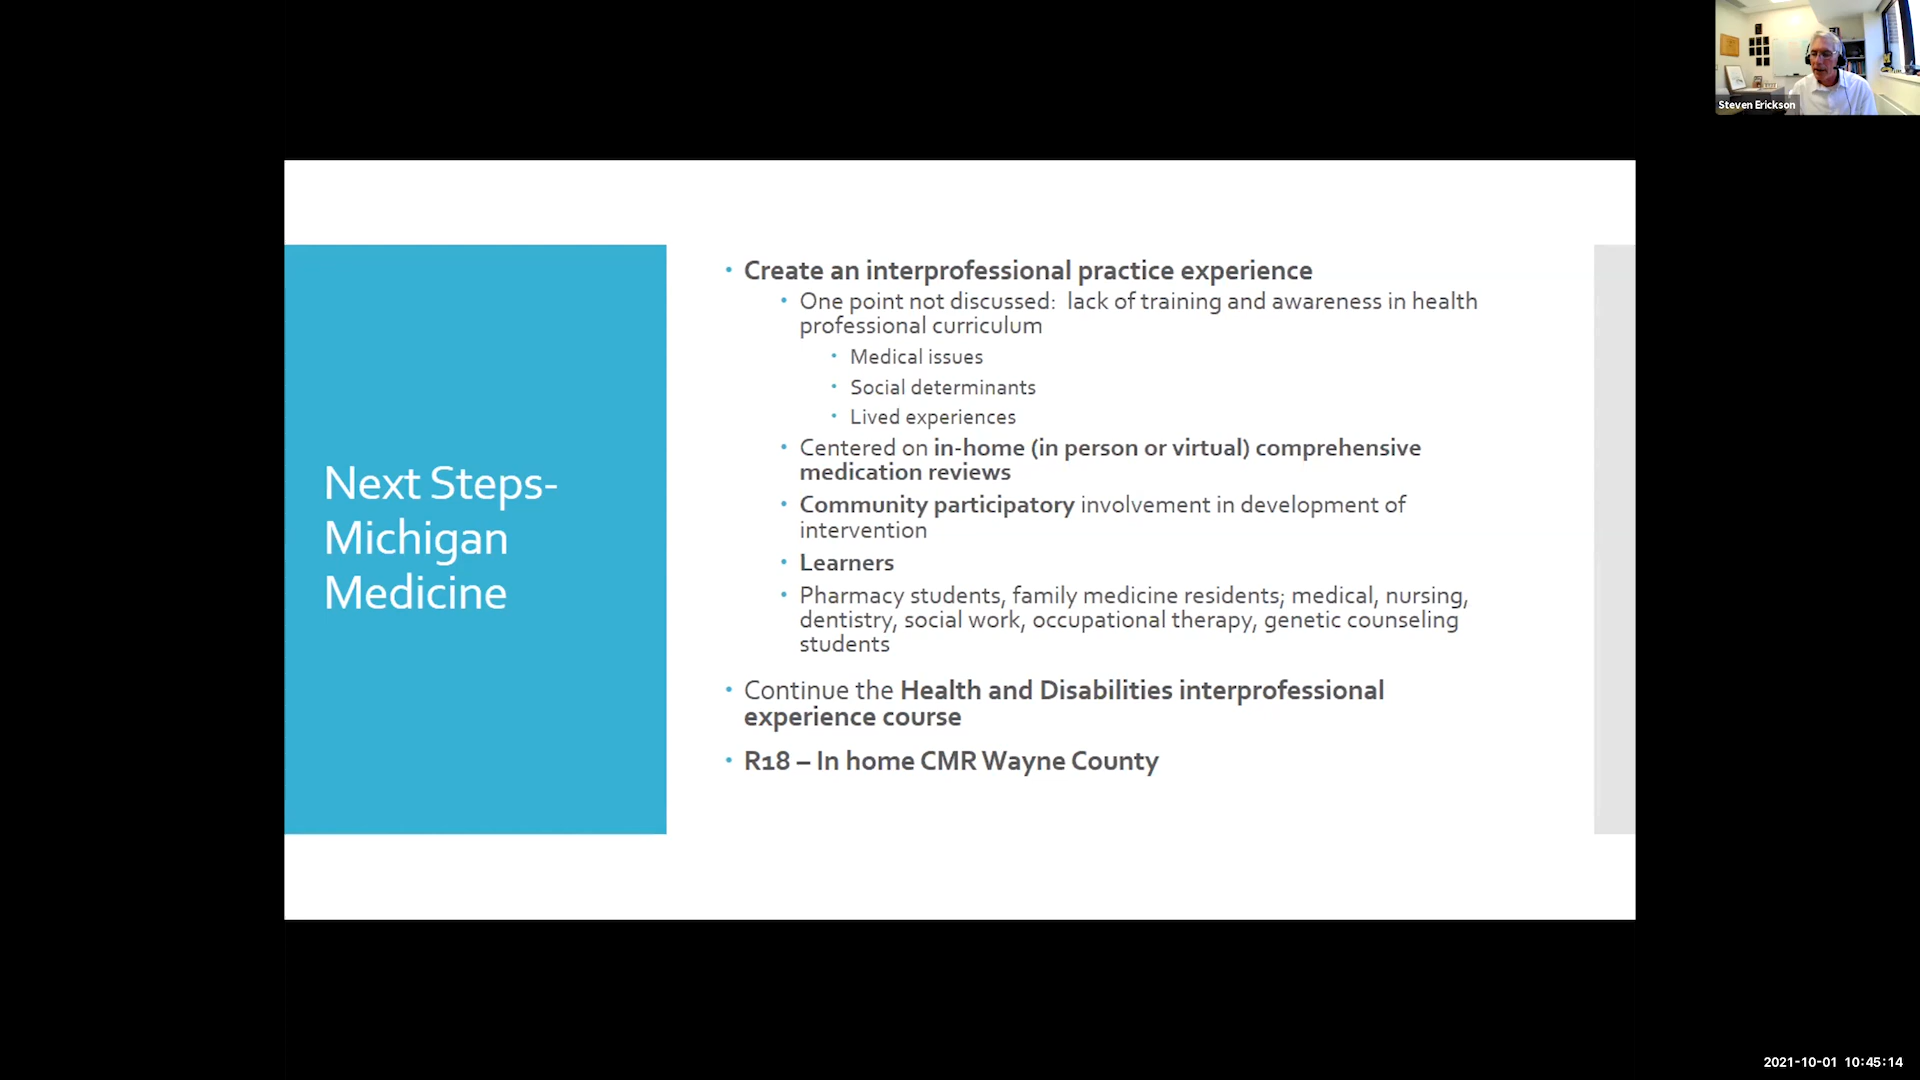 Steven Erickson
Next Steps-
Michigan
Medicine
Create an interprofessional practice experience
One point not discussed: lack of training and awareness in health
professional curriculum
Medical issues
Social determinants
Lived experiences
Centered on in-home (in person or virtual) comprehensive
medication reviews
Community participatory involvement in development of
intervention
Learners
Pharmacy students, family medicine residents; medical, nursing,
dentistry, social work, occupational therapy, genetic counseling
students
Continue the Health and Disabilities interprofessional
experience course
R18 – In home CMR Wayne County
2021-10-01 10:45:14